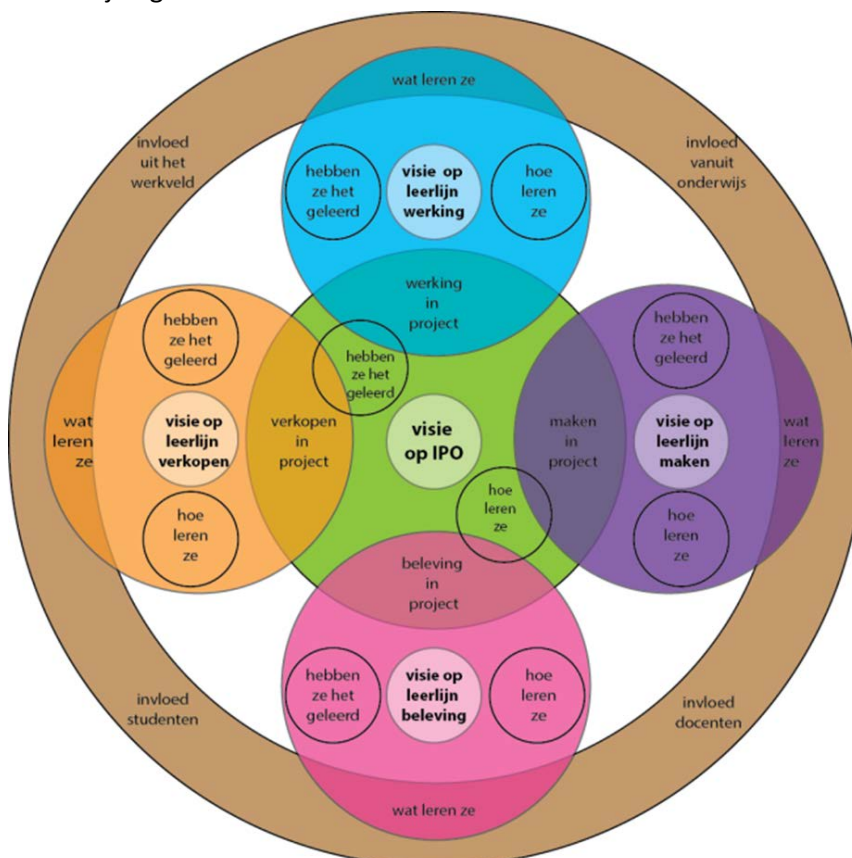 wat leren ze
invloed
uit het
werkveld
invloed
vanuit
onderwijs
hebben
ze het
geleerd
visie op
leerlijn
werking
hoe
leren
ze
werking
in
project
hebben
ze het
geleerd
hebben
ze het
geleerd
hebben
ze het
geleerd
wat
leren
ze
visie op
leerlijn
verkopen
verkopen
in
project
visie
op IPO
maken
in
project
visie op
leerlijn
maken
wat
leren
ze
hoe
leren
ze
hoe
leren
ze
hoe
leren
ze
beleving
in
project
hebben
ze het
geleerd
visie op
leerlijn
beleving
hoe
leren
ze
invloed
studenten
invloed
docenten
wat leren ze